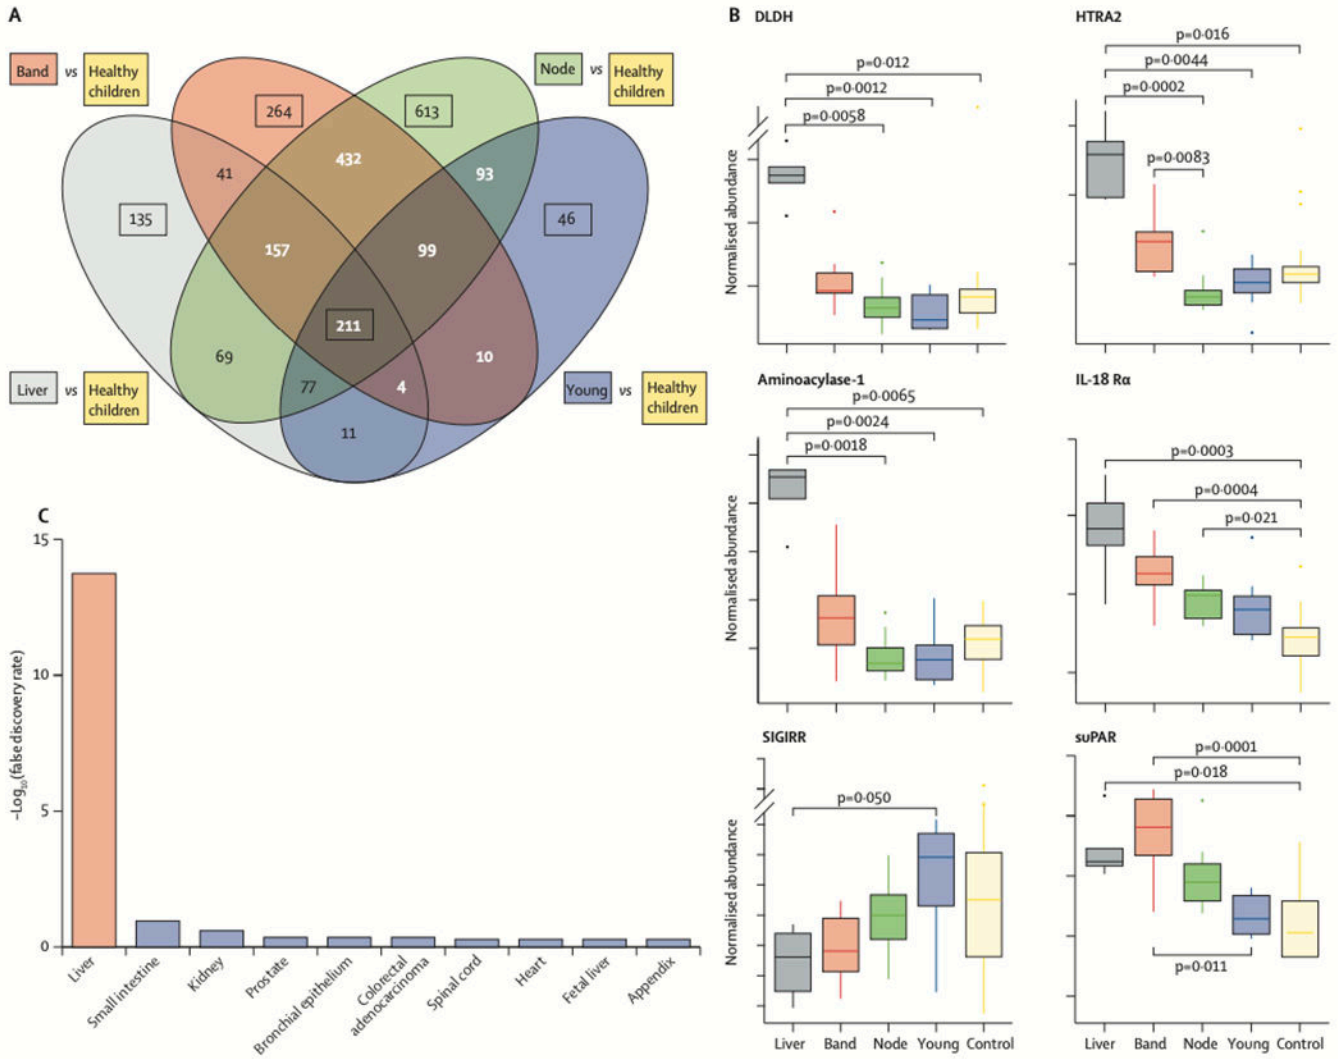 A
Band vs Healthy
children
Node vs Healthy
children
264
613
41
432
93
135
157
99
46
211
69
77
4
10
11
Liver vs Healthy
children
Young vs Healthy
children
B
DLDH
p=0·012
p=0·0012
p=0·0058
Normalised abundance
HTRA2
p=0·016
p=0·0044
p=0·0002
p=0·0083
Aminoacylase-1
p=0·0065
p=0·0024
p=0·0018
Normalised abundance
IL-18 Rα
p=0·0003
p=0·0004
p=0·021
SIGIRR
p=0·050
Normalised abundance
Liver Band Node Young Control
suPAR
p=0·0001
p=0·018
p=0·011
Liver Band Node Young Control
C
15
10
5
0
–Log10(false discovery rate)
Liver
Small intestine
Kidney
Prostate
Bronchial epithelium
Colorectal
adenocarcinoma
Spinal cord
Heart
Fetal liver
Appendix